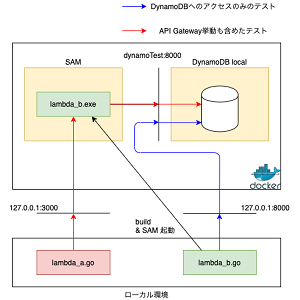 DynamoDBへのアクセスのみのテスト
API Gateway挙動も含めたテスト
dynamoTest:8000
SAM
DynamoDB local
lambda_b.exe
docker
127.0.0.1:3000
127.0.0.1:8000
build
& SAM 起動
lambda_a.go
lambda_b.go
ローカル環境